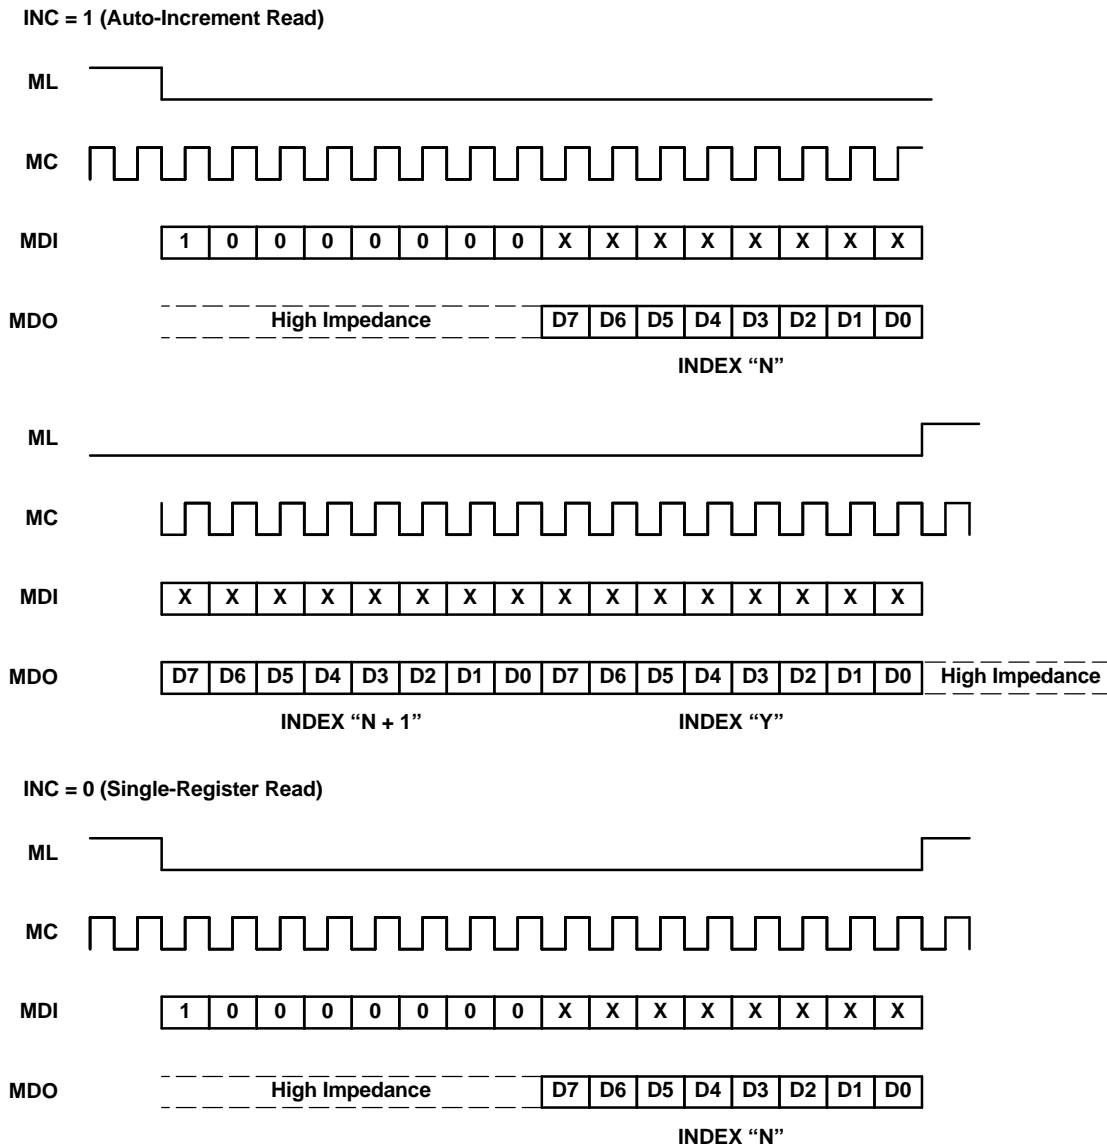 INC = 1 (Auto-Increment Read)
ML
MC
MDI 1 0 0 0 0 0 0 0 X X X X X X X X
MDO High Impedance D7 D6 D5 D4 D3 D2 D1 D0
INDEX “N”
ML
MC
MDI X X X X X X X X X X X X X X X X
MDO D7 D6 D5 D4 D3 D2 D1 D0 D7 D6 D5 D4 D3 D2 D1 D0 High Impedance
INDEX “N + 1” INDEX “Y”
INC = 0 (Single-Register Read)
ML
MC
MDI 1 0 0 0 0 0 0 0 X X X X X X X X
MDO High Impedance D7 D6 D5 D4 D3 D2 D1 D0
INDEX “N”